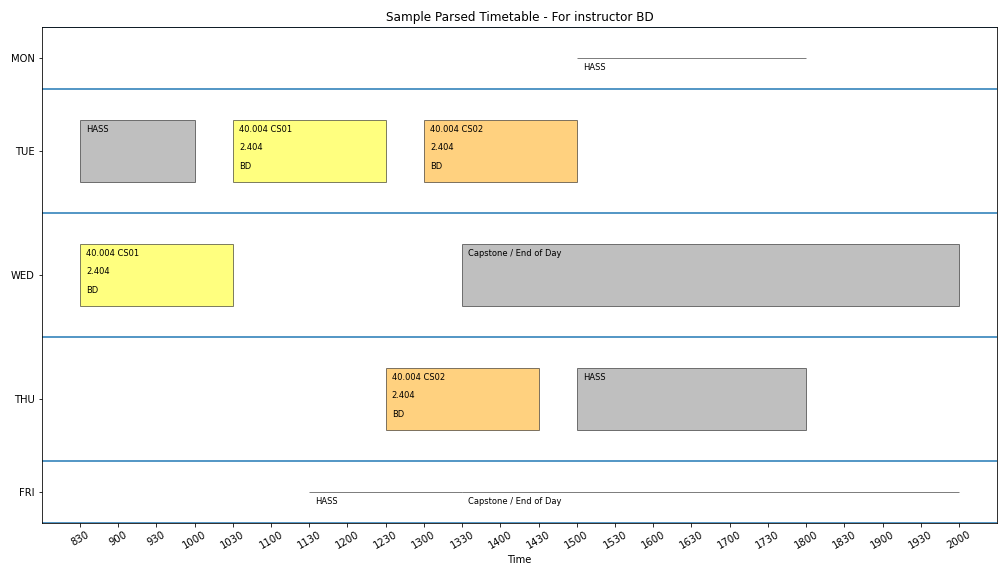 Sample Parsed Timetable - For instructor BD
MON
HASS
TUE
HASS
40.004 CS01
2.404
BD
40.004 CS02
2.404
BD
WED
40.004 CS01
2.404
BD
Capstone / End of Day
THU
40.004 CS02
2.404
BD
HASS
FRI
HASS
Capstone / End of Day
830 900 930 1000 1030 1100 1130 1200 1230 1300 1330 1400 1430 1500 1530 1600 1630 1700 1730 1800 1830 1900 1930 2000
Time